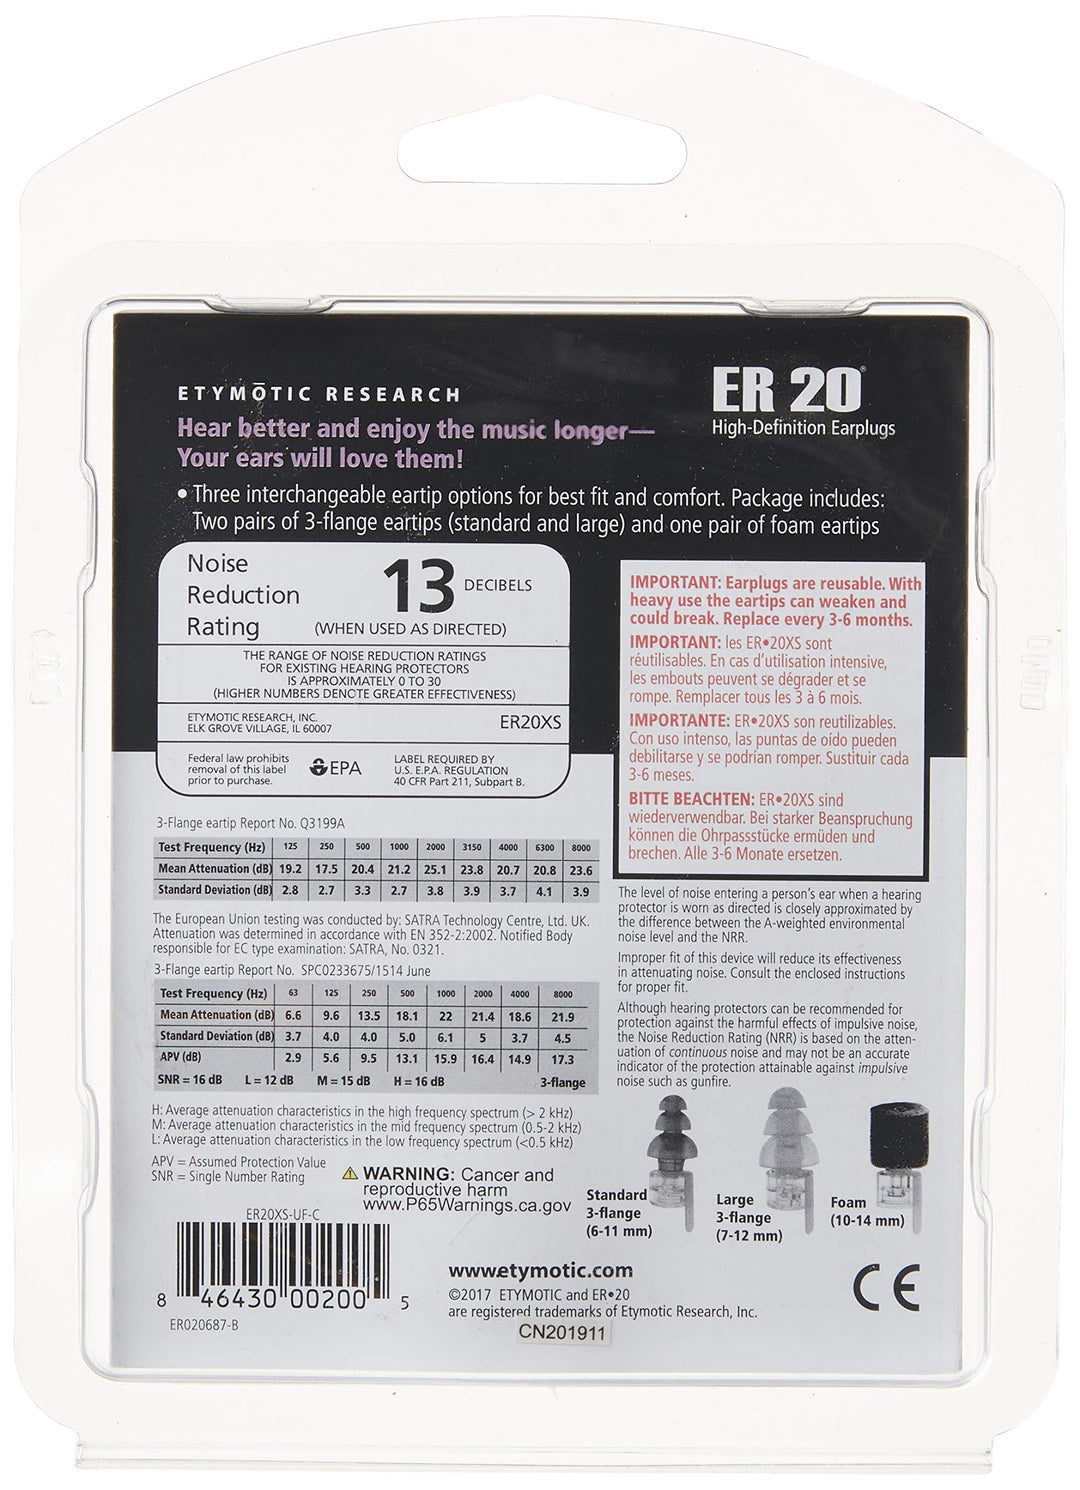 ETYMŌTIC RESEARCH
Hear better and enjoy the music longer—
Your ears will love them!
ER 20®
High-Definition Earplugs
• Three interchangeable eartip options for best fit and comfort. Package includes:
Two pairs of 3-flange eartips (standard and large) and one pair of foam eartips
Noise
Reduction
Rating
13 DECIBELS
(WHEN USED AS DIRECTED)
THE RANGE OF NOISE REDUCTION RATINGS
FOR EXISTING HEARING PROTECTORS
IS APPROXIMATELY 0 TO 30
(HIGHER NUMBERS DENOTE GREATER EFFECTIVENESS)
ETYMOTIC RESEARCH, INC.
ELK GROVE VILLAGE, IL 60007
ER20XS
Federal law prohibits
removal of this label
prior to purchase.
EPA
LABEL REQUIRED BY
U.S. E.P.A. REGULATION
40 CFR Part 211, Subpart B.
IMPORTANT: Earplugs are reusable. With
heavy use the eartips can weaken and
could break. Replace every 3-6 months.
IMPORTANT: les ER•20XS sont
réutilisables. En cas d'utilisation intensive,
les embouts peuvent se dégrader et se
rompe. Remplacer tous les 3 à 6 mois.
IMPORTANTE: ER•20XS son reutilizables.
Con uso intenso, las puntas de oído pueden
debilitarse y se podrían romper. Sustituir cada
3-6 meses.
BITTE BEACHTEN: ER•20XS sind
wiederverwendbar. Bei starker Beanspruchung
können die Ohrpassstücke ermüden und
brechen. Alle 3-6 Monate ersetzen.
3-Flange eartip Report No. Q3199A
Test Frequency (Hz) 125 250 500 1000 2000 3150 4000 6300 8000
Mean Attenuation (dB) 19.2 17.5 20.4 21.2 25.1 23.8 20.7 20.8 23.6
Standard Deviation (dB) 2.8 2.7 3.3 2.7 3.8 3.9 3.7 4.1 3.9
The European Union testing was conducted by: SATRA Technology Centre, Ltd. UK.
Attenuation was determined in accordance with EN 352-2:2002. Notified Body
responsible for EC type examination: SATRA, No. 0321.
3-Flange eartip Report No. SPC0233675/1514 June
Test Frequency (Hz) 63 125 250 500 1000 2000 4000 8000
Mean Attenuation (dB) 6.6 9.6 13.5 18.1 22 21.4 18.6 21.9
Standard Deviation (dB) 3.7 4.0 4.0 5.0 6.1 5 3.7 4.5
APV (dB) 2.9 5.6 9.5 13.1 15.9 16.4 14.9 17.3
SNR = 16 dB L = 12 dB M = 15 dB H = 16 dB 3-flange
H: Average attenuation characteristics in the high frequency spectrum (> 2 kHz)
M: Average attenuation characteristics in the mid frequency spectrum (0.5-2 kHz)
L: Average attenuation characteristics in the low frequency spectrum (<0.5 kHz)
APV = Assumed Protection Value
SNR = Single Number Rating
⚠ WARNING: Cancer and
reproductive harm
www.P65Warnings.ca.gov
The level of noise entering a person's ear when a hearing
protector is worn as directed is closely approximated by
the difference between the A-weighted environmental
noise level and the NRR.
Improper fit of this device will reduce its effectiveness
in attenuating noise. Consult the enclosed instructions
for proper fit.
Although hearing protectors can be recommended for
protection against the harmful effects of impulsive noise,
the Noise Reduction Rating (NRR) is based on the atten-
uation of continuous noise and may not be an accurate
indicator of the protection attainable against impulsive
noise such as gunfire.
Standard
3-flange
(6-11 mm)
Large
3-flange
(7-12 mm)
Foam
(10-14 mm)
ER20XS-UF-C
8 46430 00200 5
ER020687-B
www.etymotic.com
©2017 ETYMOTIC and ER•20
are registered trademarks of Etymotic Research, Inc.
CN201911
CE